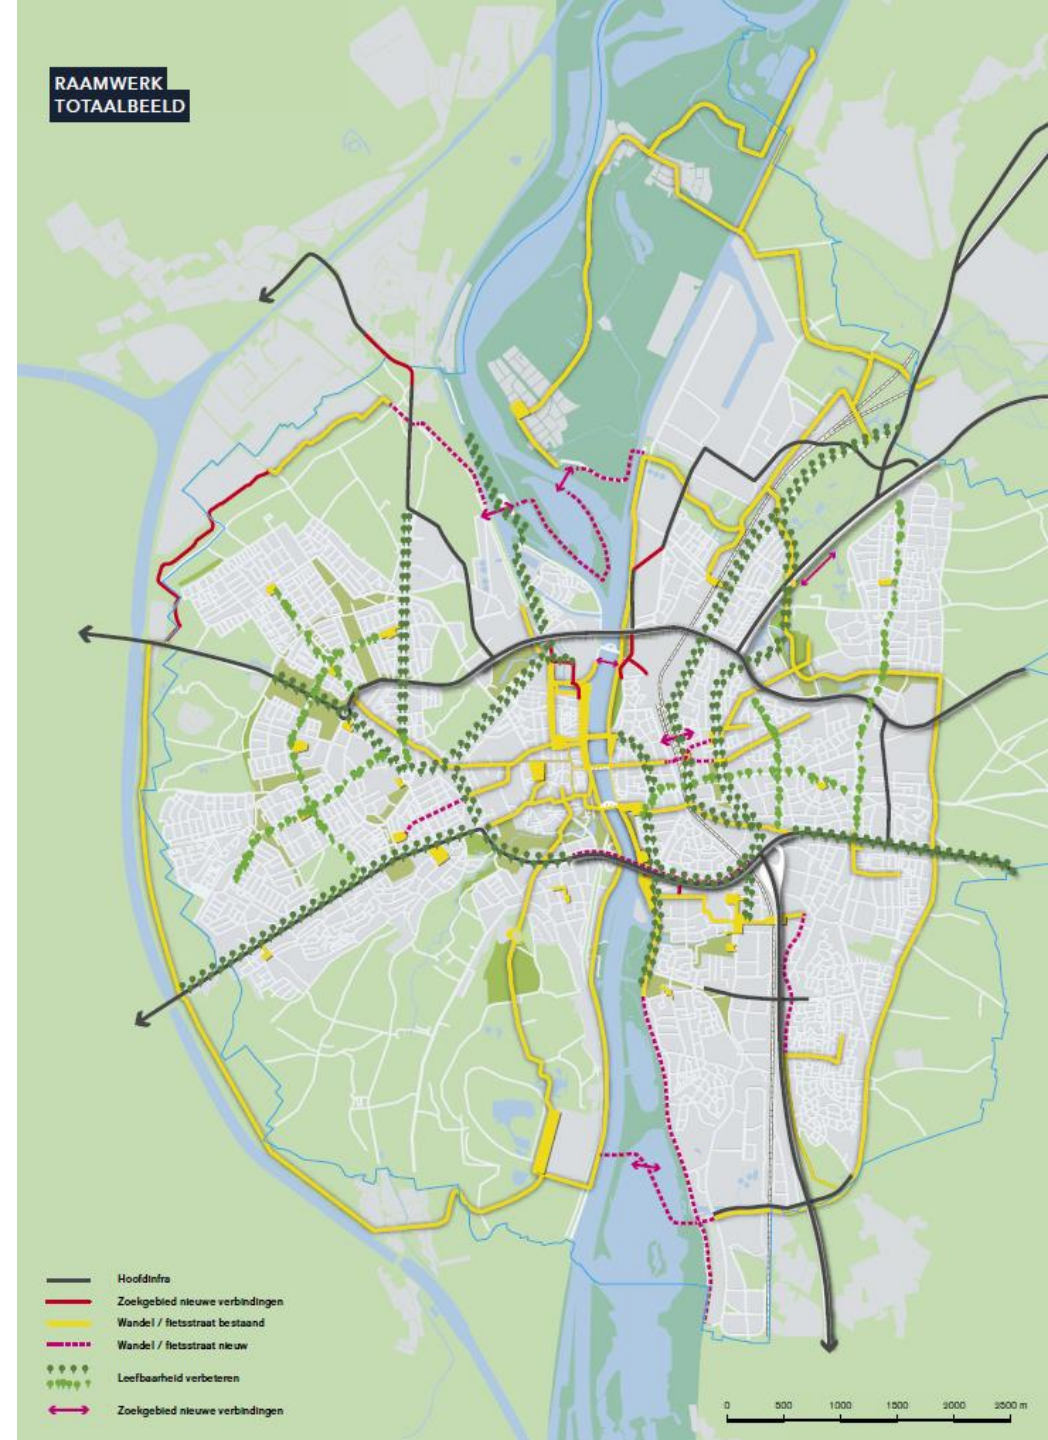 RAAMWERK
TOTAALBEELD
Hoofdinfra
Zoekgebied nieuwe verbindingen
Wandel / fietsstraat bestaand
Wandel / fietsstraat nieuw
Leefbaarheid verbeteren
Zoekgebied nieuwe verbindingen
0 500 1000 1500 2000 2500 m